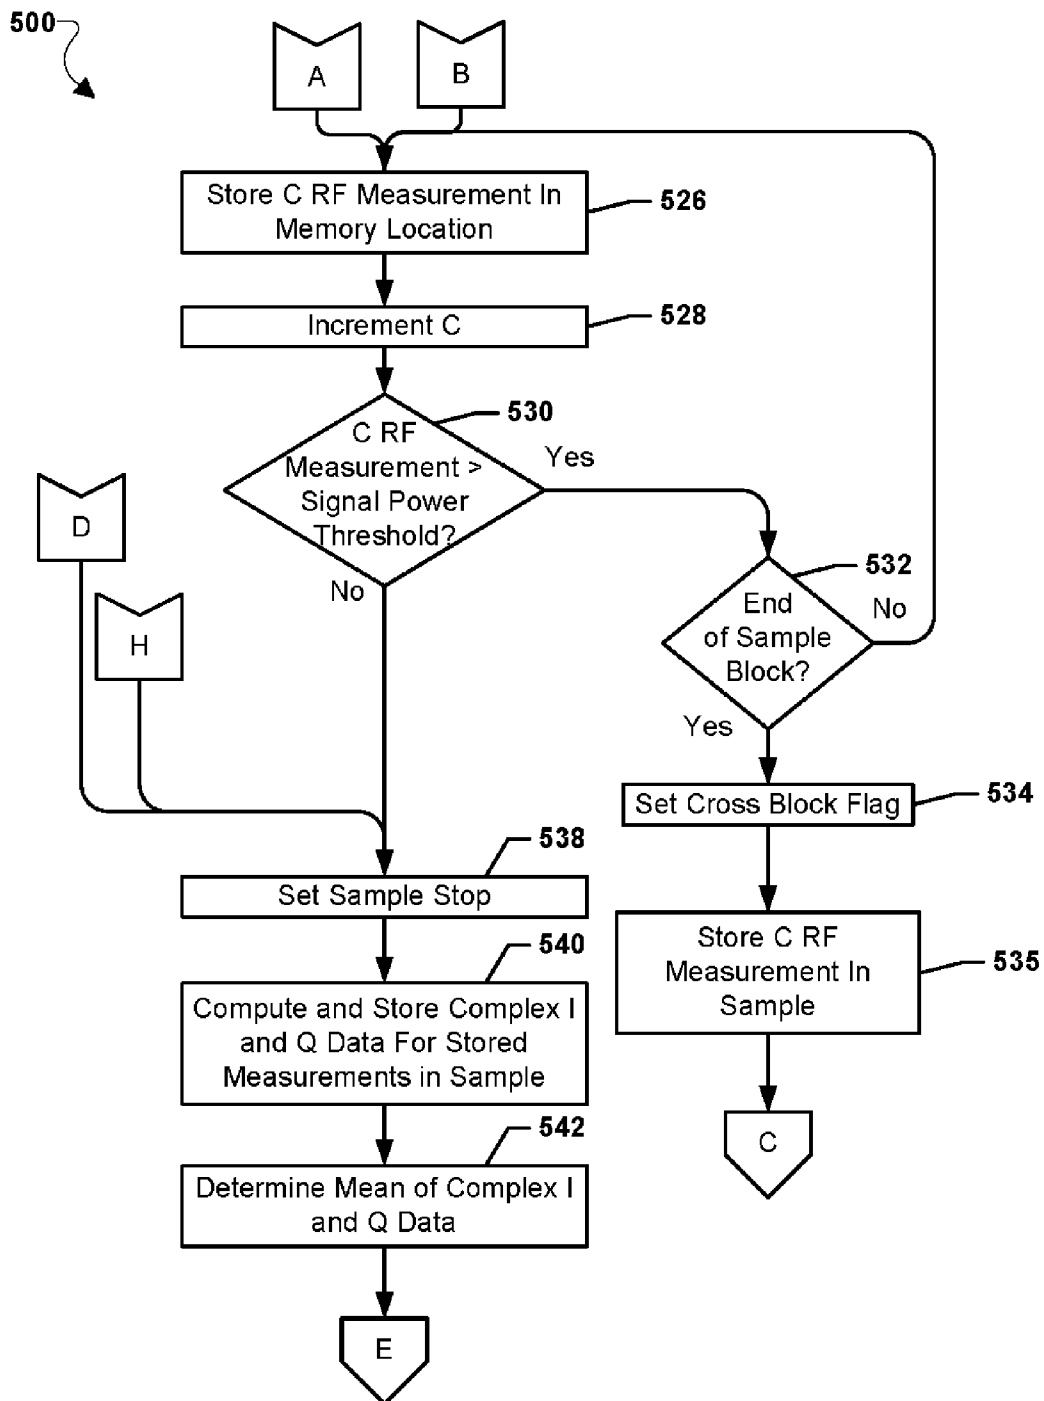 500
A
B
Store C RF Measurement In
Memory Location
526
Increment C
528
530
C RF
Measurement >
Signal Power
Threshold?
Yes
No
D
H
532
End
of Sample
Block?
No
Yes
Set Cross Block Flag
534
538
Set Sample Stop
Store C RF
Measurement In
Sample
535
540
Compute and Store Complex I
and Q Data For Stored
Measurements in Sample
542
C
Determine Mean of Complex I
and Q Data
E